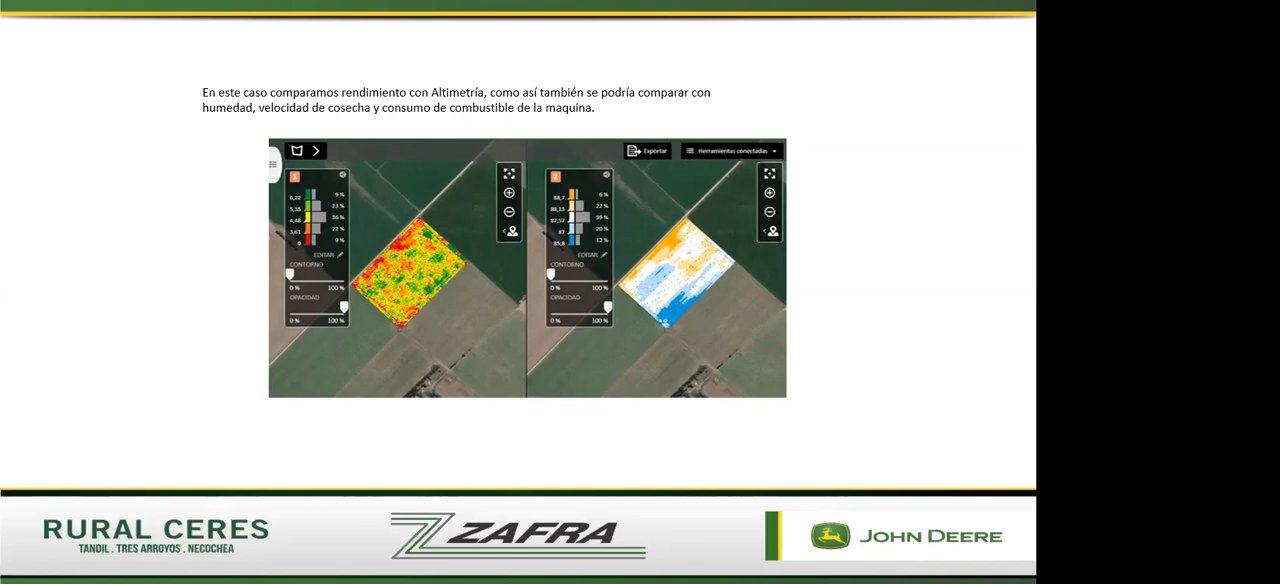 En este caso comparamos rendimiento con Altimetría, como así también se podría comparar con
humedad, velocidad de cosecha y consumo de combustible de la maquina.
Exportar
Herramientas conectadas
1
6,22
5,35
4,48
3,61
0
9 %
23 %
36 %
22 %
9 %
EDITAR
CONTORNO
0 % 100 %
OPACIDAD
0 % 100 %
2
88,7
88,13
87,57
87
85,8
6 %
22 %
39 %
20 %
12 %
EDITAR
CONTORNO
0 % 100 %
OPACIDAD
0 % 100 %
RURAL CERES
TANDIL . TRES ARROYOS . NECOCHEA
ZAFRA
JOHN DEERE